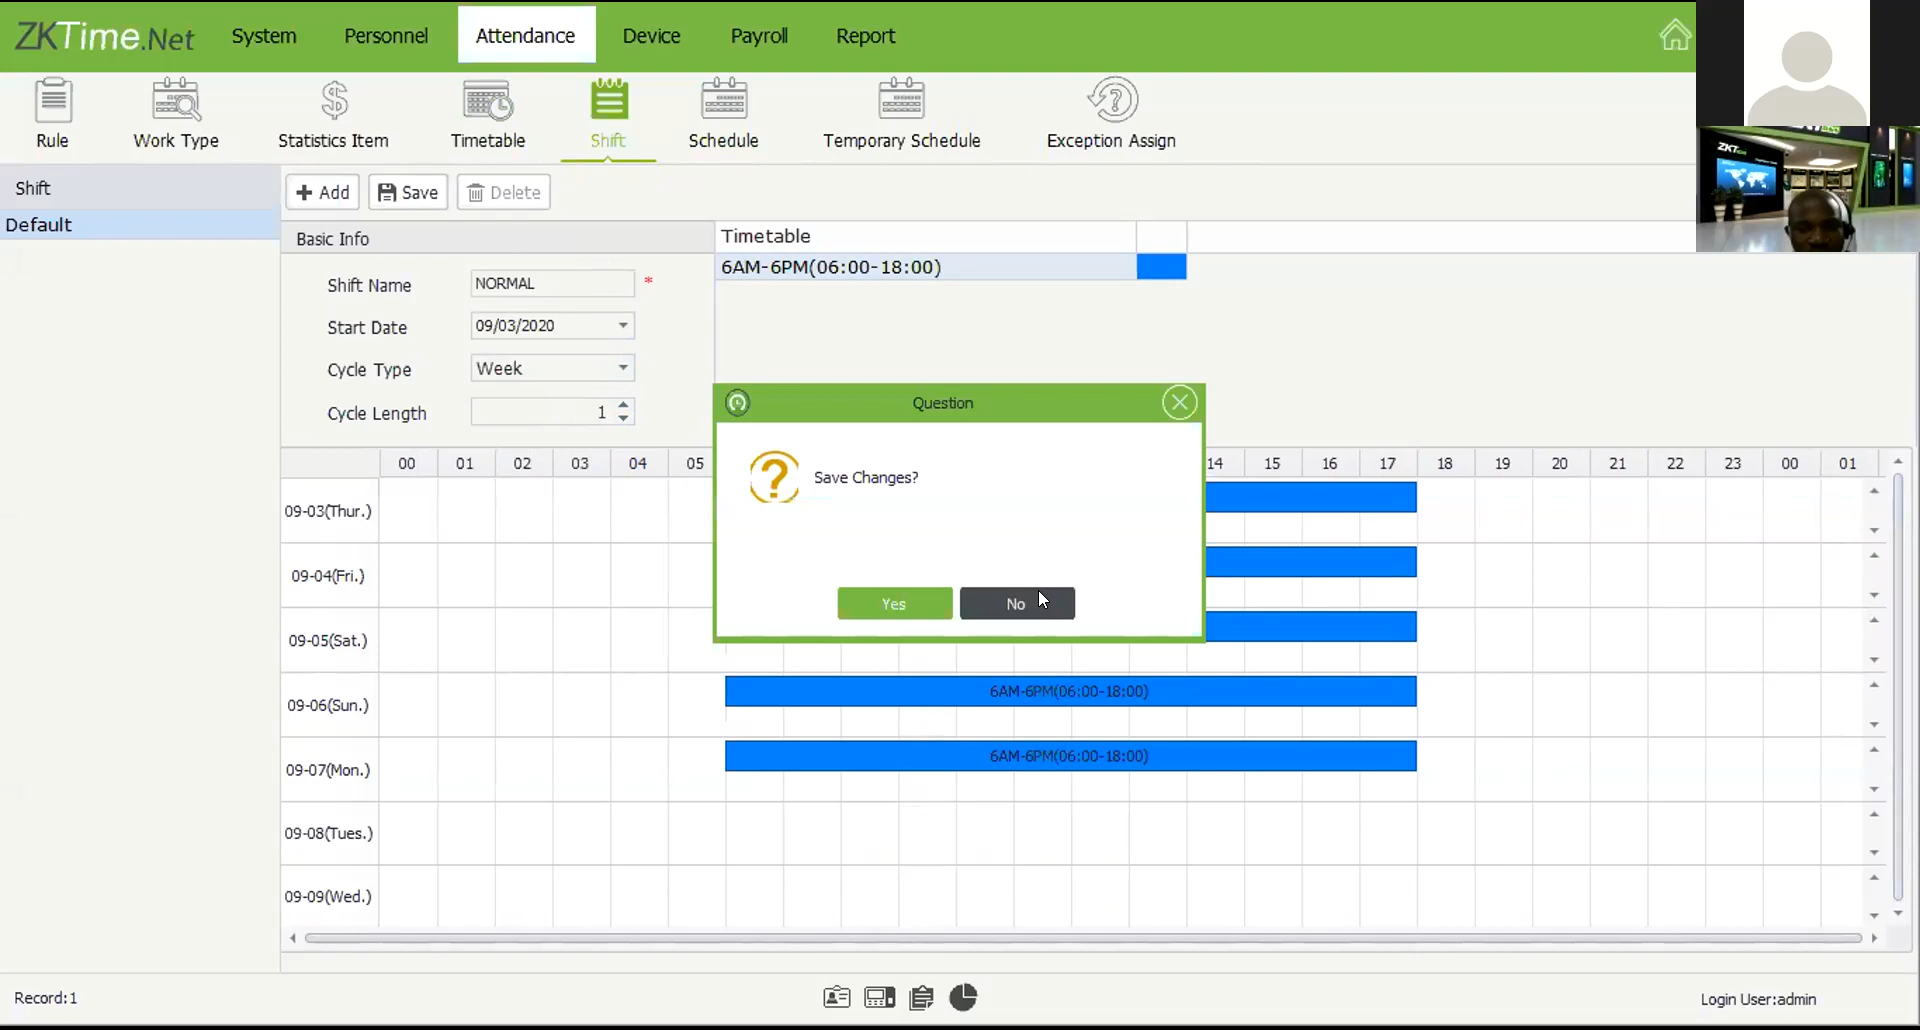 ZKTime.Net System Personnel Attendance Device Payroll Report
Rule Work Type Statistics Item Timetable Shift Schedule Temporary Schedule Exception Assign
Shift
Default
Add Save Delete
Basic Info
Shift Name NORMAL *
Start Date 09/03/2020
Cycle Type Week
Cycle Length 1
Timetable
6AM-6PM(06:00-18:00)
Question
Save Changes?
Yes No
00 01 02 03 04 05 14 15 16 17 18 19 20 21 22 23 00 01
09-03(Thur.)
09-04(Fri.)
09-05(Sat.)
09-06(Sun.) 6AM-6PM(06:00-18:00)
09-07(Mon.) 6AM-6PM(06:00-18:00)
09-08(Tues.)
09-09(Wed.)
Record:1
Login User:admin